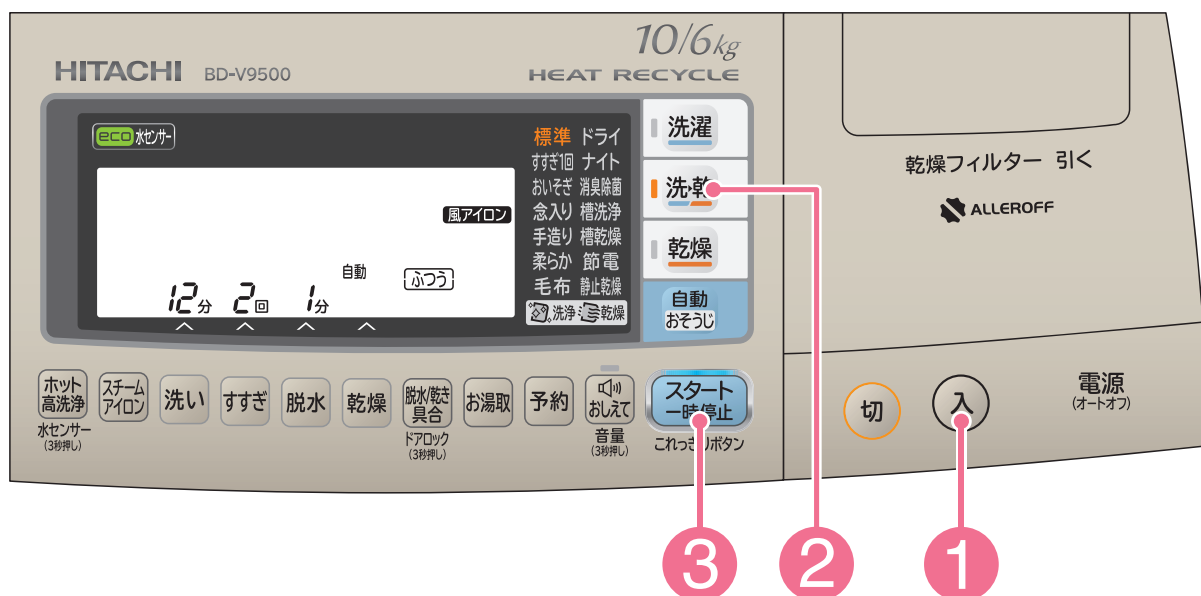 10/6kg
HITACHI BD-V9500
HEAT RECYCLE
eco水センサー
標準 ドライ
すすぎ1回 ナイト
おいそぎ 消臭除菌
念入り 槽洗浄
手造り 槽乾燥
柔らか 節電
毛布 静止乾燥
洗浄 乾燥
風アイロン
自動
ふつう
12分 2回 1分
洗濯
洗・乾
乾燥
自動
おそうじ
乾燥フィルター 引く
ALLEROFF
ホット
高洗浄
水センサー
(3秒押し)
スチーム
アイロン
洗い
すすぎ
脱水
乾燥
脱水/乾き
具合
ドアロック
(3秒押し)
お湯取
予約
おしえて
音量
(3秒押し)
スタート
一時停止
これっきりボタン
切
入
電源
(オートオフ)
3
2
1